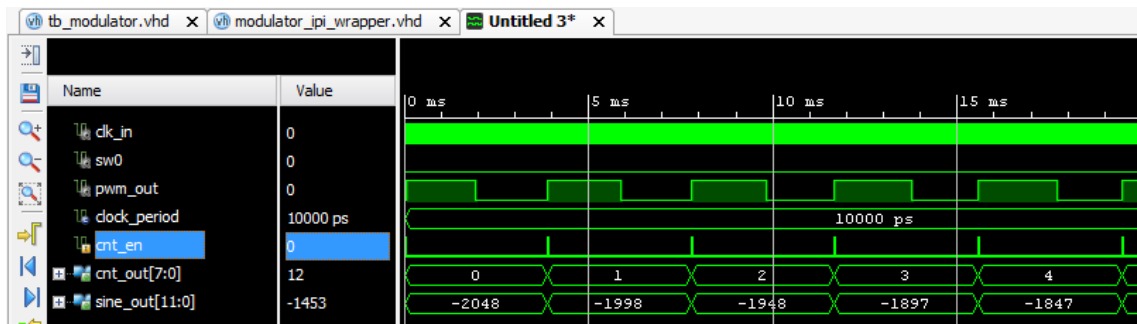 tb_modulator.vhd x modulator_ipi_wrapper.vhd x Untitled 3* x
Name Value
0 ms 5 ms 10 ms 15 ms
clk_in 0
sw0 0
pwm_out 0
clock_period 10000 ps 10000 ps
cnt_en 0
cnt_out[7:0] 12 0 1 2 3 4
sine_out[11:0] -1453 -2048 -1998 -1948 -1897 -1847